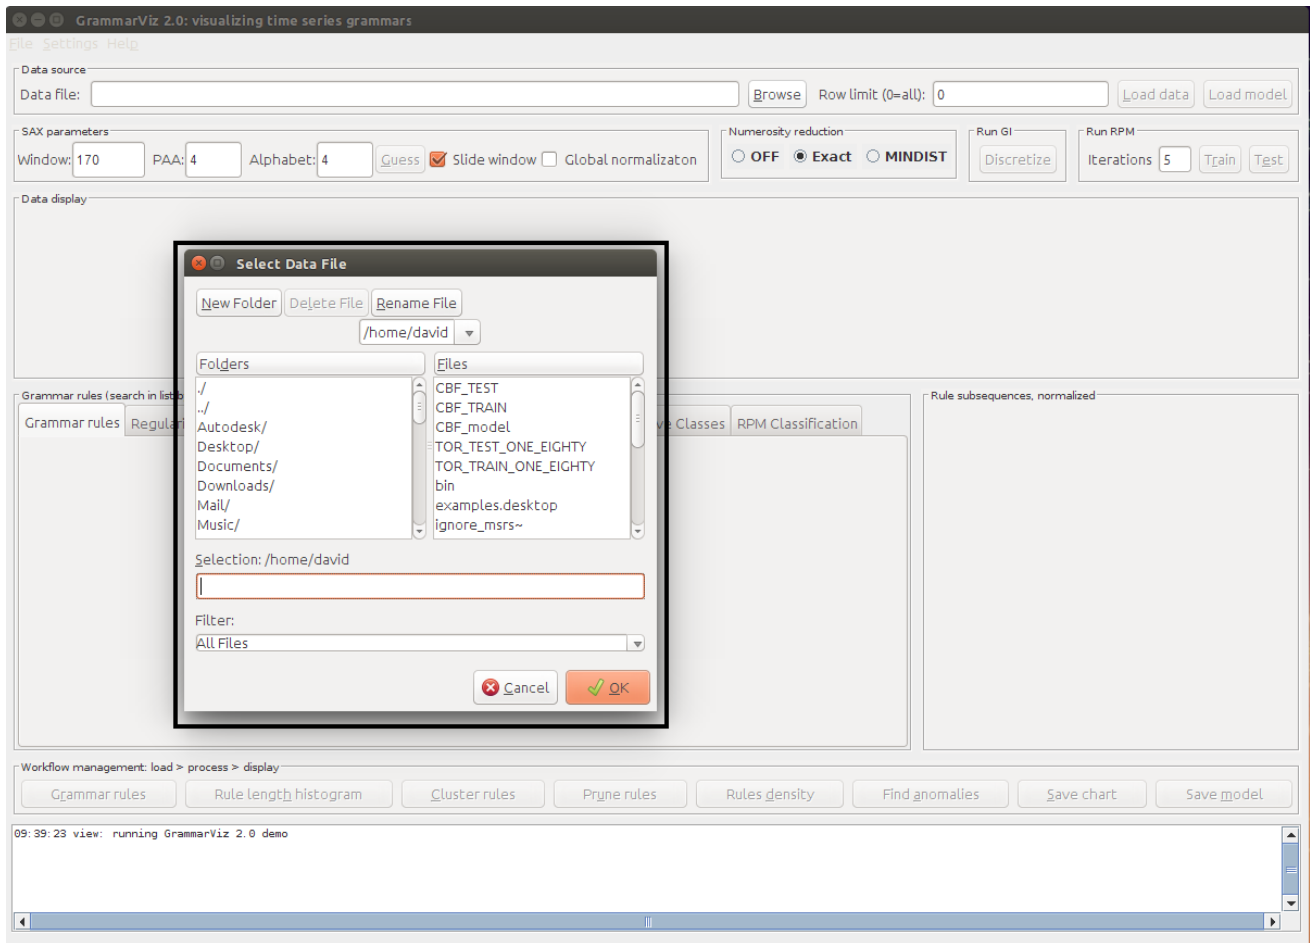 GrammarViz 2.0: visualizing time series grammars
File Settings Help
Data source
Data file: Browse Row limit (0=all): 0 Load data Load model
SAX parameters Numerosity reduction Run GI Run RPM
Window: 170 PAA: 4 Alphabet: 4 Guess Slide window Global normalizaton OFF Exact MINDIST Discretize Iterations 5 Train Test
Data display
Select Data File
New Folder Delete File Rename File
/home/david
Folders Files
./ CBF_TEST
../ CBF_TRAIN
Autodesk/ CBF_model
Desktop/ TOR_TEST_ONE_EIGHTY
Documents/ TOR_TRAIN_ONE_EIGHTY
Downloads/ bin
Mail/ examples.desktop
Music/ ignore_msrs~
Selection: /home/david
Filter:
All Files
Cancel OK
Grammar rules (search in list Rule subsequences, normalized
Grammar rules Classes RPM Classification
Workflow management: load > process > display
Grammar rules Rule length histogram Cluster rules Prune rules Rules density Find anomalies Save chart Save model
09:39:23 view: running GrammarViz 2.0 demo